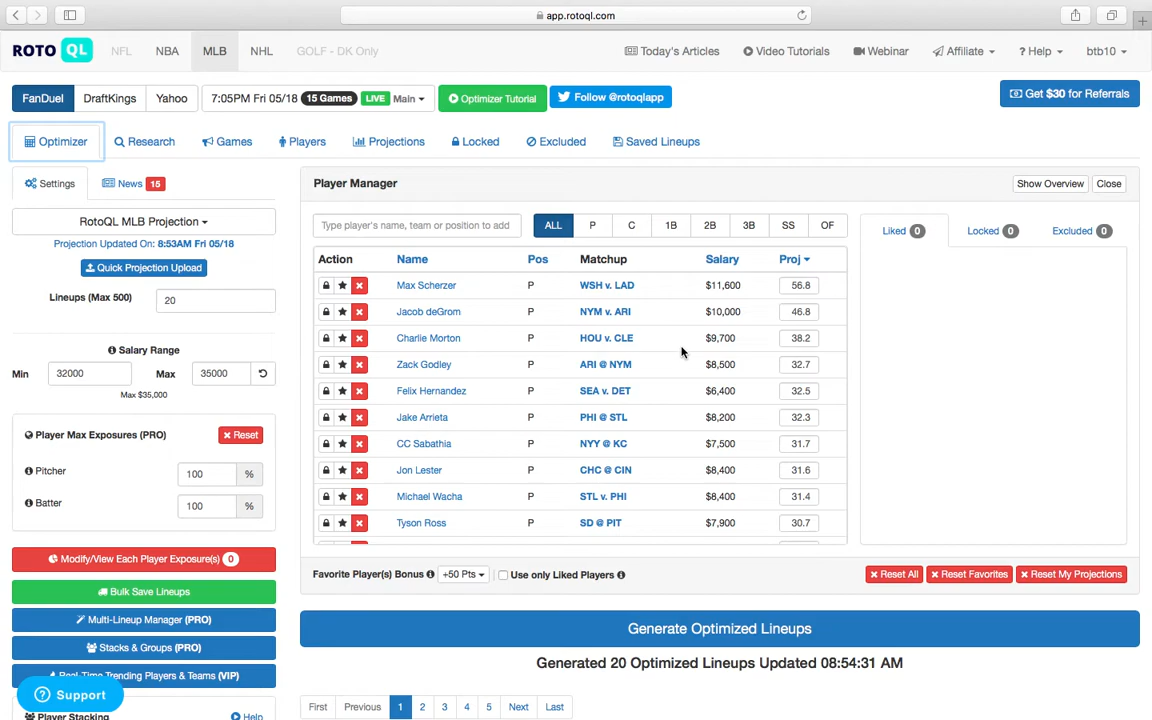 app.rotoql.com
ROTO QL NFL NBA MLB NHL GOLF - DK Only Today's Articles Video Tutorials Webinar Affiliate Help btb10
FanDuel DraftKings Yahoo 7:05PM Fri 05/18 15 Games LIVE Main Optimizer Tutorial Follow @rotoqlapp Get $30 for Referrals
Optimizer Research Games Players Projections Locked Excluded Saved Lineups
Settings News 15
RotoQL MLB Projection
Projection Updated On: 8:53AM Fri 05/18
Quick Projection Upload
Lineups (Max 500) 20
Salary Range
Min 32000 Max 35000
Max $35,000
Player Max Exposures (PRO) Reset
Pitcher 100 %
Batter 100 %
Modify/View Each Player Exposure(s) 0
Bulk Save Lineups
Multi-Lineup Manager (PRO)
Stacks & Groups (PRO)
Real-Time Trending Players & Teams (VIP)
Support
Player Stacking Help
Player Manager Show Overview Close
Type player's name, team or position to add ALL P C 1B 2B 3B SS OF
Liked 0 Locked 0 Excluded 0
Action Name Pos Matchup Salary Proj
Max Scherzer P WSH v. LAD $11,600 56.8
Jacob deGrom P NYM v. ARI $10,000 46.8
Charlie Morton P HOU v. CLE $9,700 38.2
Zack Godley P ARI @ NYM $8,500 32.7
Felix Hernandez P SEA v. DET $6,400 32.5
Jake Arrieta P PHI @ STL $8,200 32.3
CC Sabathia P NYY @ KC $7,500 31.7
Jon Lester P CHC @ CIN $8,400 31.6
Michael Wacha P STL v. PHI $8,400 31.4
Tyson Ross P SD @ PIT $7,900 30.7
Favorite Player(s) Bonus +50 Pts Use only Liked Players Reset All Reset Favorites Reset My Projections
Generate Optimized Lineups
Generated 20 Optimized Lineups Updated 08:54:31 AM
First Previous 1 2 3 4 5 Next Last